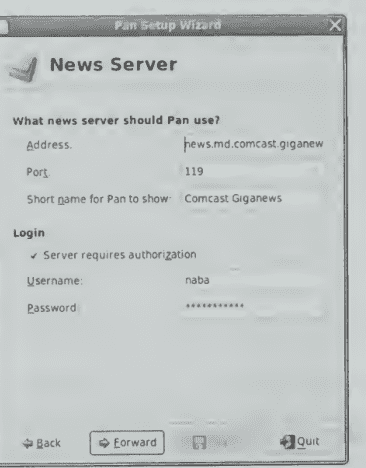 Pan Setup Wizard
News Server
What news server should Pan use?
Address.
news.md.comcast.giganew
Port
119
Short name for Pan to show:
Comcast Giganews
Login
✔ Server requires authorization
Username:
naba
Password
***********
Back
Forward
Quit